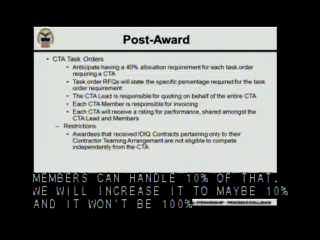 Post-Award
• CTA Task Orders
• Anticipate having a 40% allocation requirement for each task order
requiring a CTA
• Task order RFQs will state the specific percentage required for the task
order requirement
• The CTA Lead is responsible for quoting on behalf of the entire CTA
• Each CTA Member is responsible for invoicing
• Each CTA will receive a rating for performance, shared amongst the
CTA Lead and Members
– Restrictions
• Awardees that received IDIQ Contracts pertaining only to their
Contractor Teaming Arrangement are not eligible to compete
independently from the CTA
MEMBERS CAN HANDLE 10% OF THAT.
WE WILL INCREASE IT TO MAYBE 10%
AND IT WON'T BE 100%